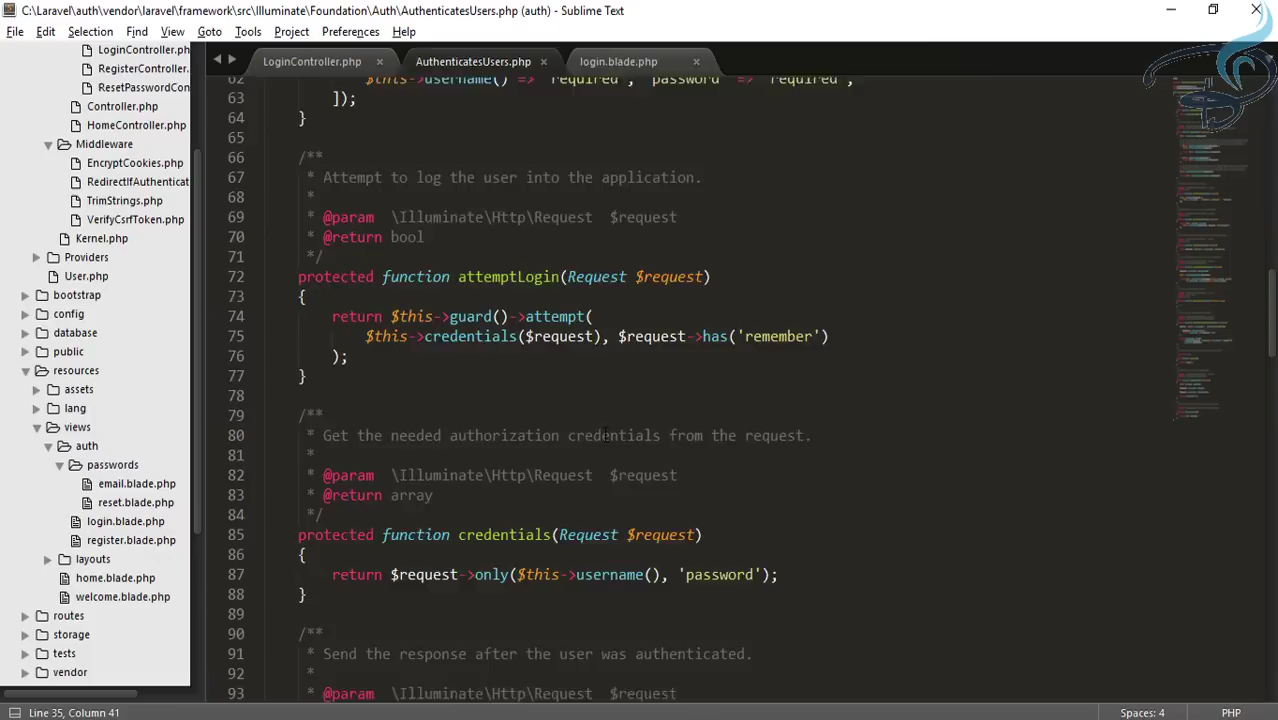 C:\Laravel\auth\vendor\laravel\framework\src\Illuminate\Foundation\Auth\AuthenticatesUsers.php (auth) - Sublime Text
File Edit Selection Find View Goto Tools Project Preferences Help
LoginController.ph
RegisterController.
ResetPasswordCon
Controller.php
HomeController.php
Middleware
EncryptCookies.php
RedirectIfAuthenticat
TrimStrings.php
VerifyCsrfToken.php
Kernel.php
Providers
User.php
bootstrap
config
database
public
resources
assets
lang
views
auth
passwords
email.blade.php
reset.blade.php
login.blade.php
register.blade.php
layouts
home.blade.php
welcome.blade.php
routes
storage
tests
vendor
LoginController.php × AuthenticatesUsers.php × login.blade.php ×
62 $this->username() => 'required', 'password' => 'required',
63 ]);
64 }
65
66 /**
67 * Attempt to log the user into the application.
68 *
69 * @param \Illuminate\Http\Request $request
70 * @return bool
71 */
72 protected function attemptLogin(Request $request)
73 {
74 return $this->guard()->attempt(
75 $this->credentials($request), $request->has('remember')
76 );
77 }
78
79 /**
80 * Get the needed authorization credentials from the request.
81 *
82 * @param \Illuminate\Http\Request $request
83 * @return array
84 */
85 protected function credentials(Request $request)
86 {
87 return $request->only($this->username(), 'password');
88 }
89
90 /**
91 * Send the response after the user was authenticated.
92 *
93 * @param \Illuminate\Http\Request $request
Line 35, Column 41 Spaces: 4 PHP